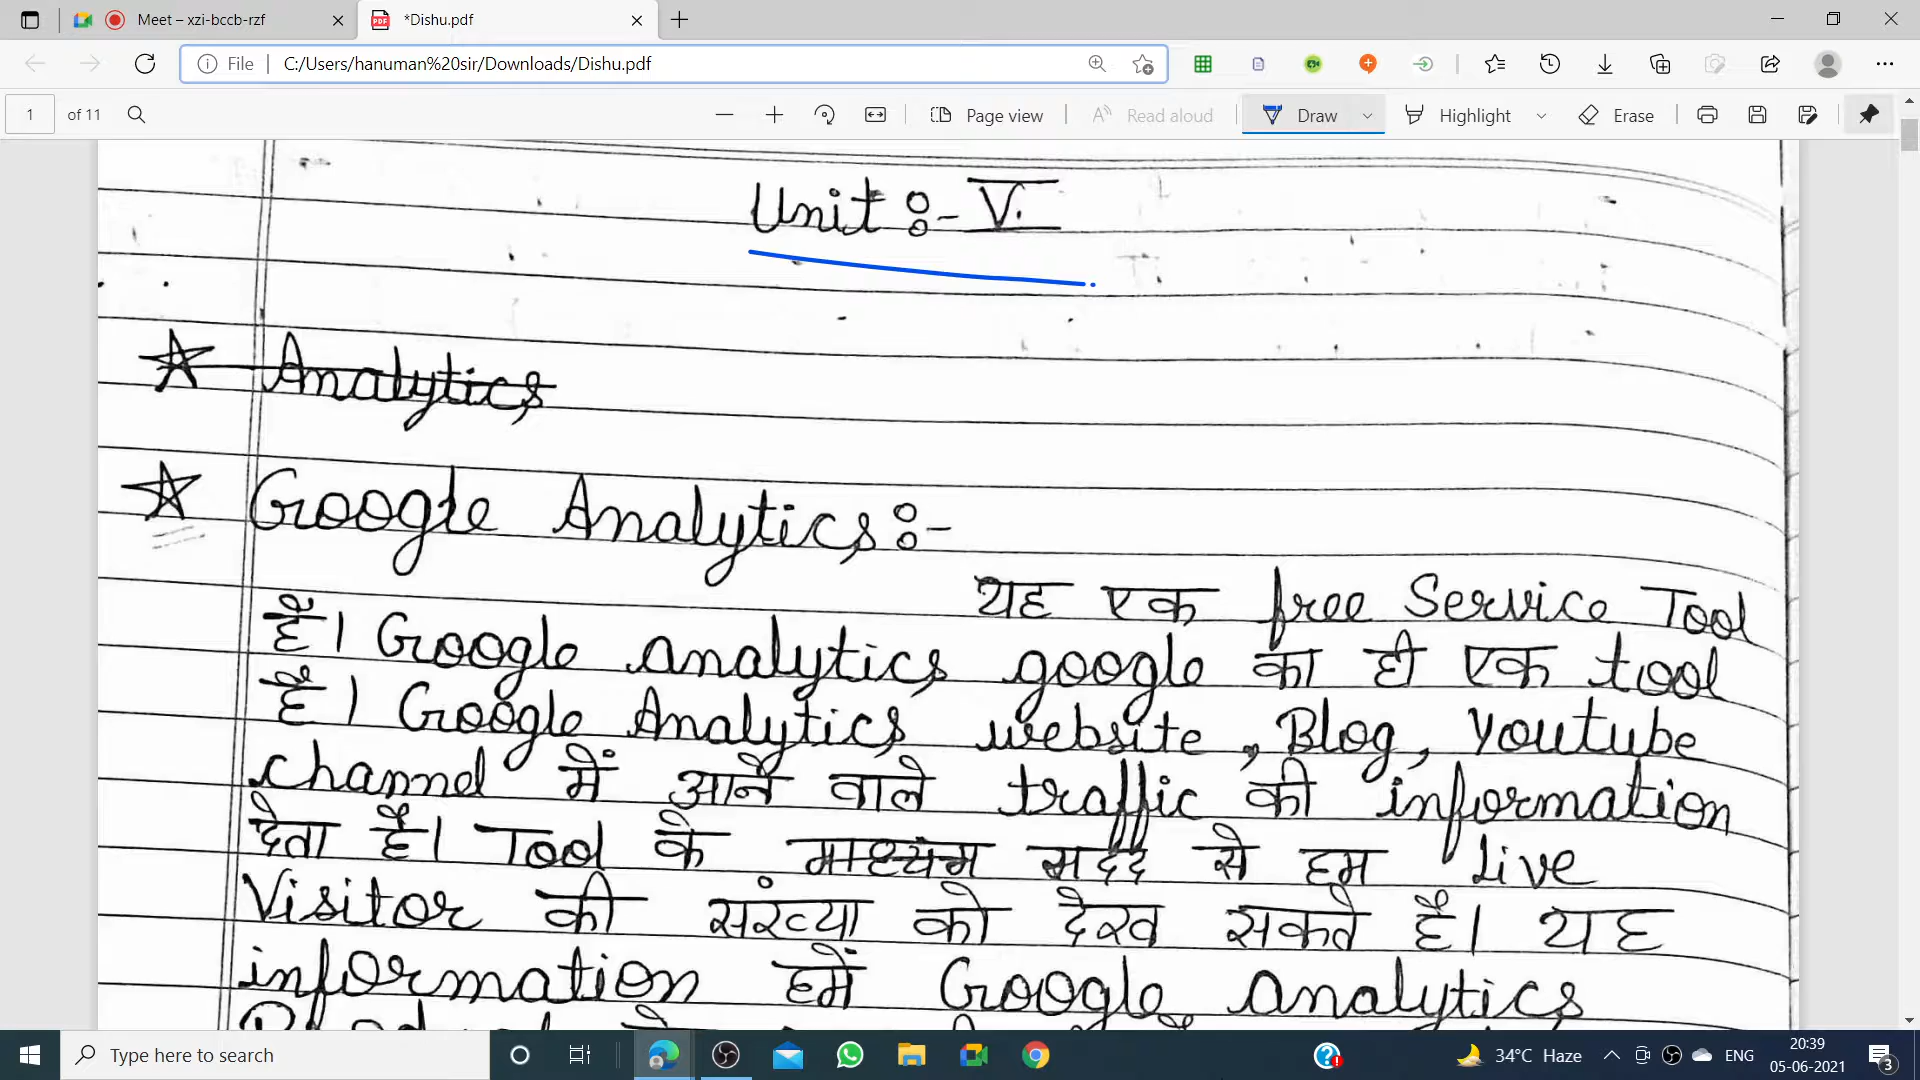 Meet – xzi-bccb-rzf
*Dishu.pdf
File
C:/Users/hanuman%20sir/Downloads/Dishu.pdf
1 of 11
Page view
Read aloud
Draw
Highlight
Erase
Unit :- V.
Analytics
Google Analytics :-
यह एक free Service Tool
है। Google analytics google का ही एक tool
है। Google Analytics website, Blog, Youtube
channel में आने वाले traffic की information
देता है। Tool के माध्यम मदद से हम Live
Visitor की संख्या को देख सकते है। यह
information हमें Google analytics
Type here to search
34°C Haze
ENG
20:39
05-06-2021
3